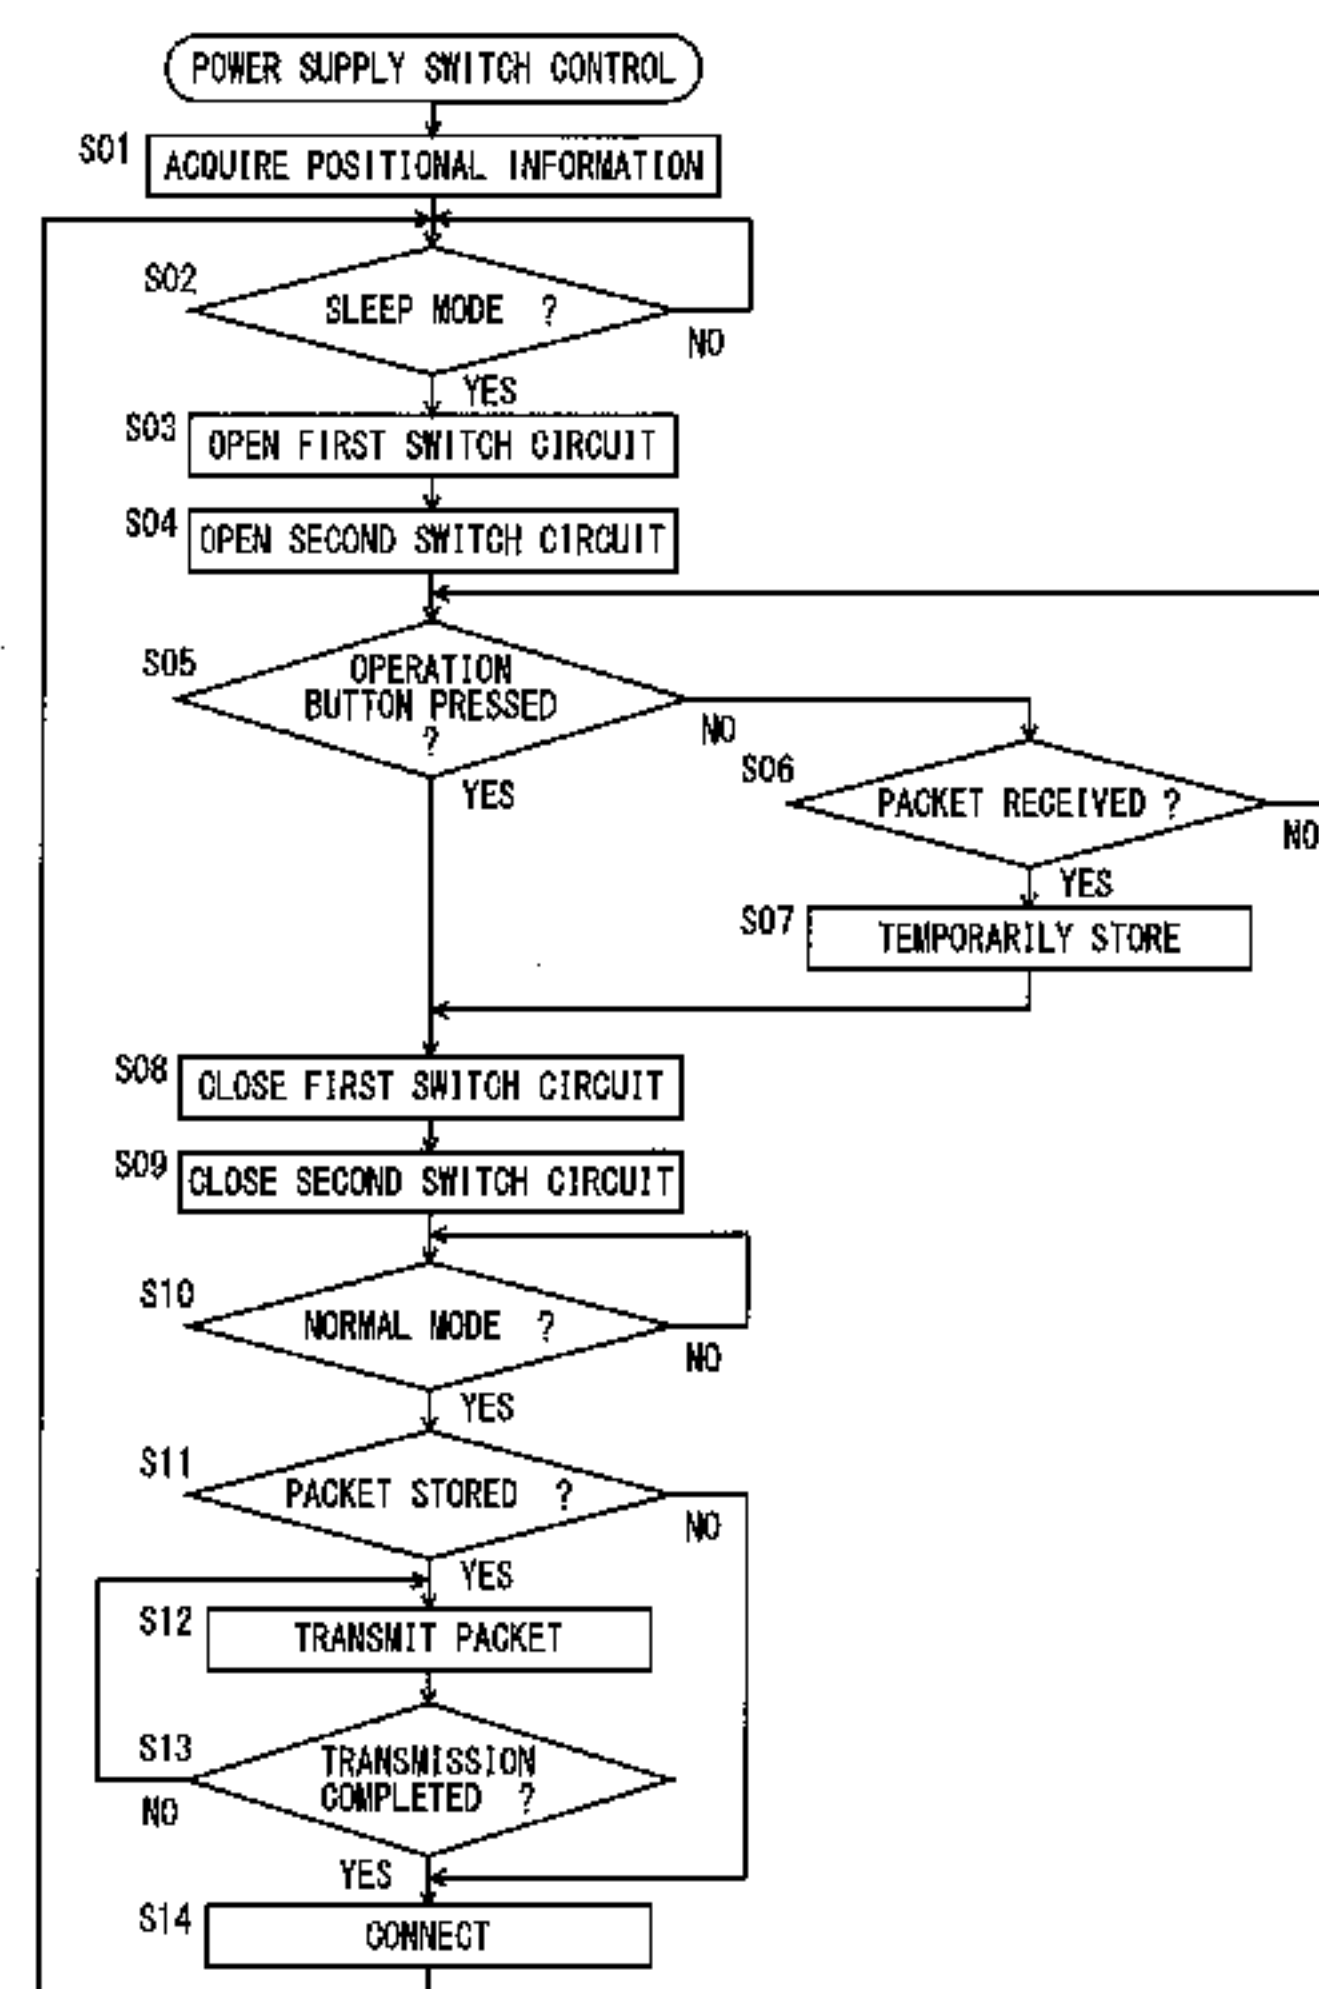 POWER SUPPLY SWITCH CONTROL
S01
ACQUIRE POSITIONAL INFORMATION
S02
SLEEP MODE ?
NO
YES
S03
OPEN FIRST SWITCH CIRCUIT
S04
OPEN SECOND SWITCH CIRCUIT
S05
OPERATION
BUTTON PRESSED
?
NO
YES
S06
PACKET RECEIVED ?
NO
YES
S07
TEMPORARILY STORE
S08
CLOSE FIRST SWITCH CIRCUIT
S09
CLOSE SECOND SWITCH CIRCUIT
S10
NORMAL MODE ?
NO
YES
S11
PACKET STORED ?
NO
YES
S12
TRANSMIT PACKET
S13
TRANSMISSION
COMPLETED ?
NO
YES
S14
CONNECT